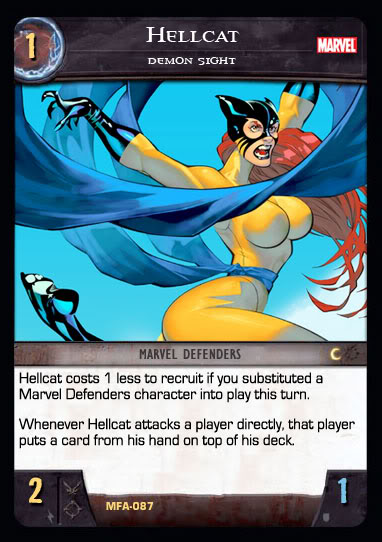 1
HELLCAT
MARVEL
DEMON SIGHT
MARVEL DEFENDERS
C
Hellcat costs 1 less to recruit if you substituted a
Marvel Defenders character into play this turn.
Whenever Hellcat attacks a player directly, that player
puts a card from his hand on top of his deck.
2
MFA-087
1